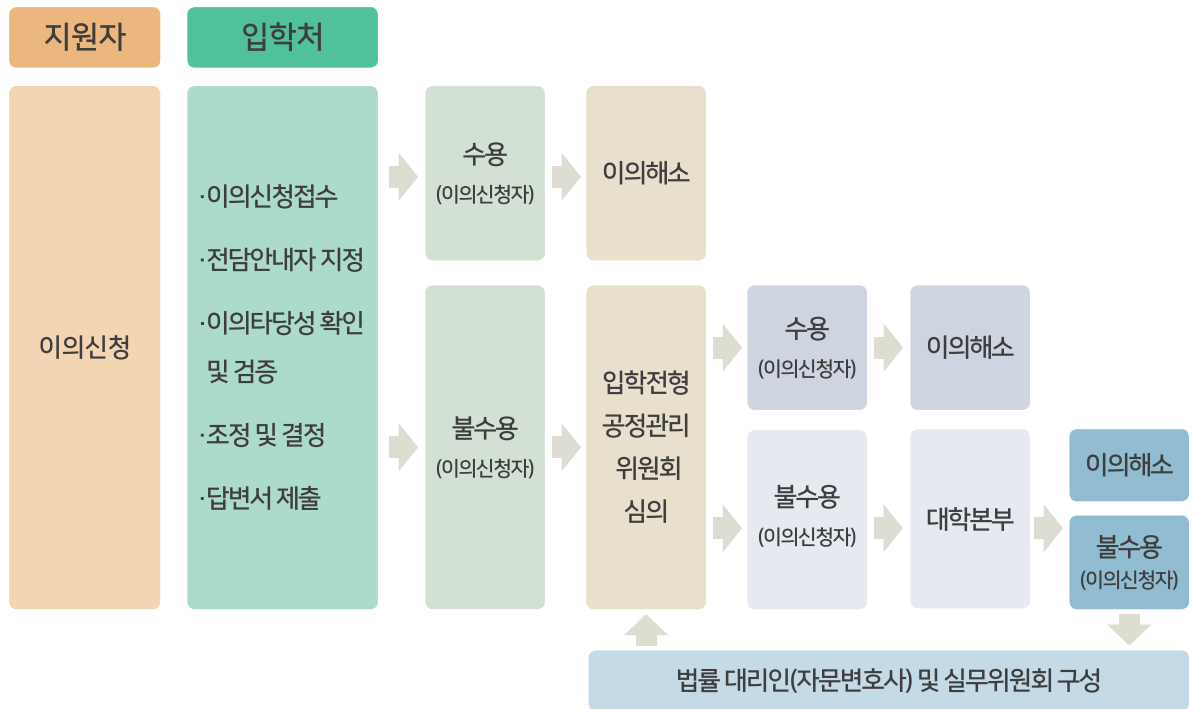 지원자
입학처
이의신청
·이의신청접수
·전담안내자 지정
·이의타당성 확인
및 검증
·조정 및 결정
·답변서 제출
수용
(이의신청자)
이의해소
불수용
(이의신청자)
입학전형
공정관리
위원회
심의
수용
(이의신청자)
이의해소
불수용
(이의신청자)
대학본부
이의해소
불수용
(이의신청자)
법률 대리인(자문변호사) 및 실무위원회 구성